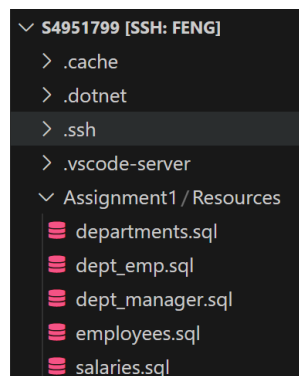 S4951799 [SSH: FENG]
.cache
.dotnet
.ssh
.vscode-server
Assignment1 / Resources
departments.sql
dept_emp.sql
dept_manager.sql
employees.sql
salaries.sql